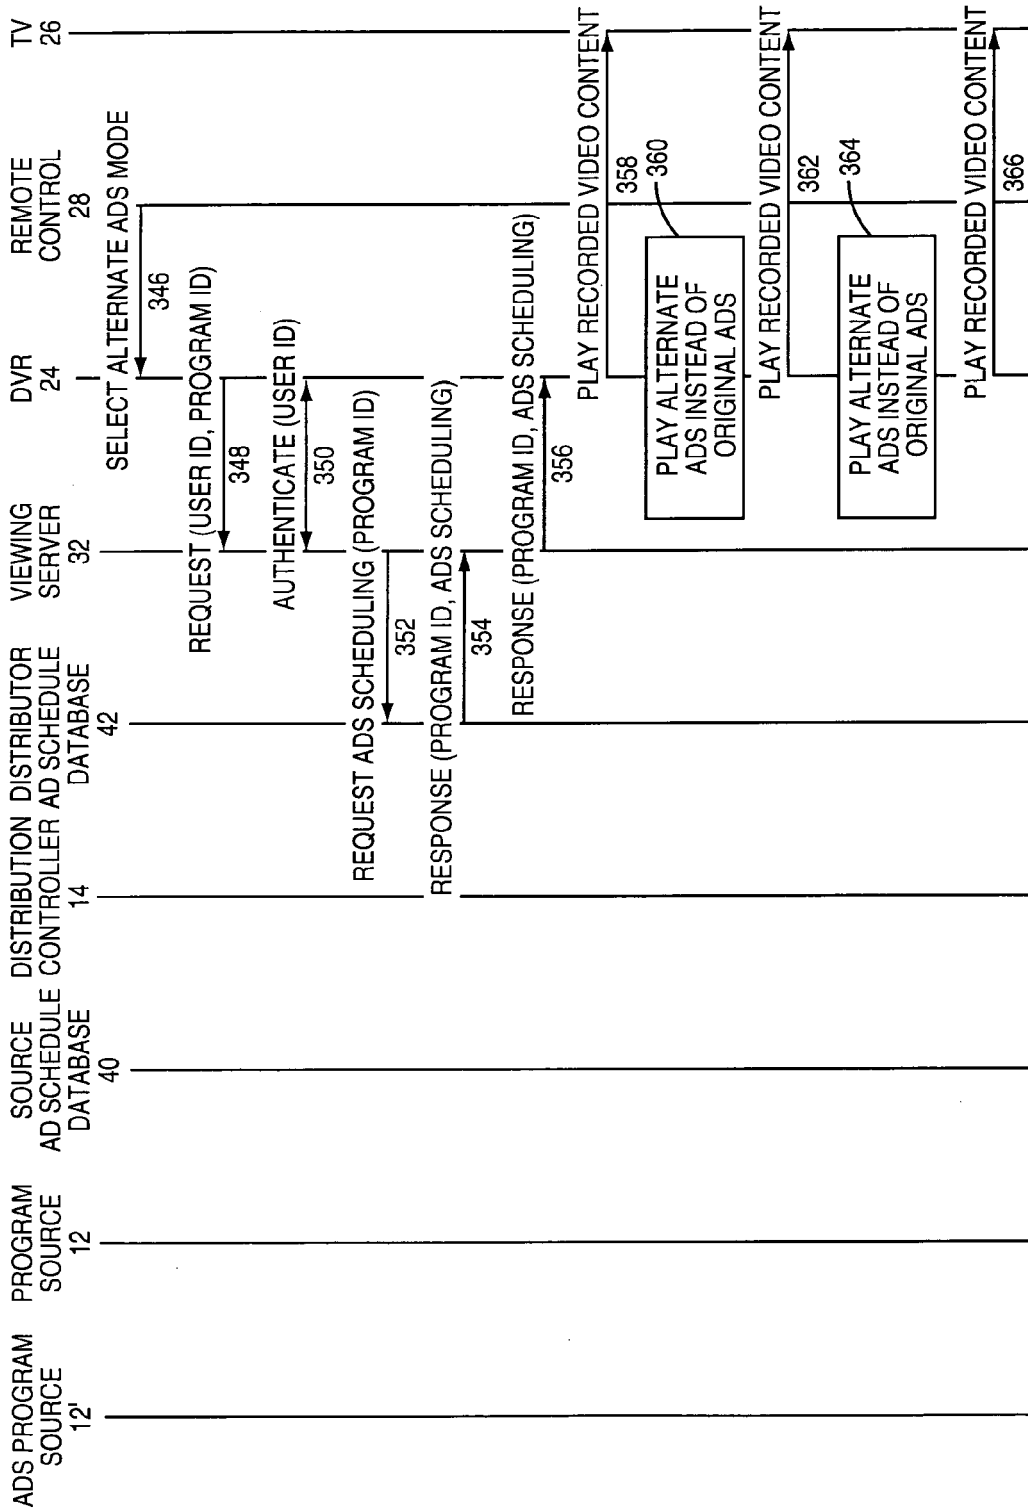 ADS PROGRAM
SOURCE
12'
PROGRAM
SOURCE
12
SOURCE
AD SCHEDULE
DATABASE
40
DISTRIBUTION
CONTROLLER
14
DISTRIBUTOR
AD SCHEDULE
DATABASE
42
VIEWING
SERVER
32
DVR
24
REMOTE
CONTROL
28
TV
26
SELECT ALTERNATE ADS MODE
346
REQUEST (USER ID, PROGRAM ID)
348
AUTHENTICATE (USER ID)
350
REQUEST ADS SCHEDULING (PROGRAM ID)
352
RESPONSE (PROGRAM ID, ADS SCHEDULING)
354
RESPONSE (PROGRAM ID, ADS SCHEDULING)
356
PLAY RECORDED VIDEO CONTENT
358
360
PLAY ALTERNATE
ADS INSTEAD OF
ORIGINAL ADS
PLAY RECORDED VIDEO CONTENT
362
364
PLAY ALTERNATE
ADS INSTEAD OF
ORIGINAL ADS
PLAY RECORDED VIDEO CONTENT
366